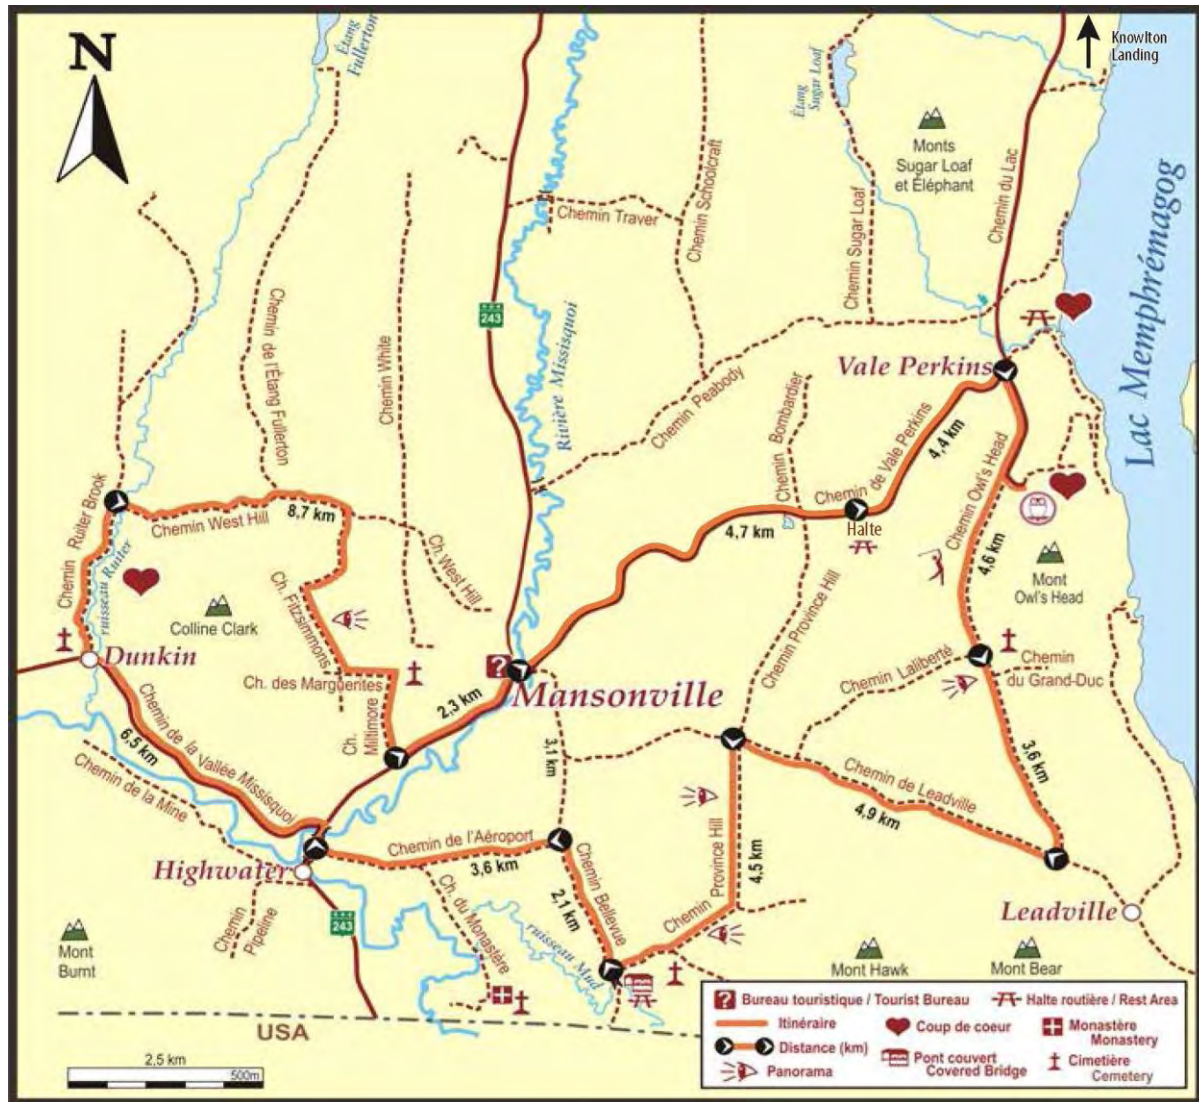 N
Étang
Fullerton
Étang
Sugar Loaf
Knowlton
Landing
Monts
Sugar Loaf
et Éléphant
Chemin du Lac
Lac Memphrémagog
Chemin Traver
Chemin Schoolcraft
Chemin Sugar Loaf
Chemin de l'Étang Fullerton
Chemin White
243
Rivière Missisquoi
Chemin Peabody
Vale Perkins
Chemin Bombardier
Chemin de Vale Perkins
4,4 km
Chemin Owl's Head
4,6 km
Chemin Ruiter Brook
ruisseau Ruiter
Chemin West Hill
8,7 km
Ch. West Hill
4,7 km
Halte
Mont
Owl's Head
Colline Clark
Ch. Fitzsimmons
Chemin Province Hill
Dunkin
Ch. des Marguerites
Ch.
Miltimore
2,3 km
?
Mansonville
Chemin Laliberté
Chemin
du Grand-Duc
Chemin de la Vallée Missisquoi
6,5 km
Chemin de la Mine
3,1 km
3,6 km
Chemin de Leadville
4,9 km
Chemin de l'Aéroport
3,6 km
Highwater
Chemin Bellevue
2,1 km
Chemin Province Hill
4,5 km
Leadville
Chemin
Pipeline
243
Ch. du Monastère
ruisseau Mud
Mont
Burnt
Mont Hawk
Mont Bear
USA
2,5 km
500m
? Bureau touristique / Tourist Bureau
Halte routière / Rest Area
Itinéraire
Coup de coeur
Monastère
Monastery
Distance (km)
Pont couvert
Covered Bridge
Cimetière
Cemetery
Panorama